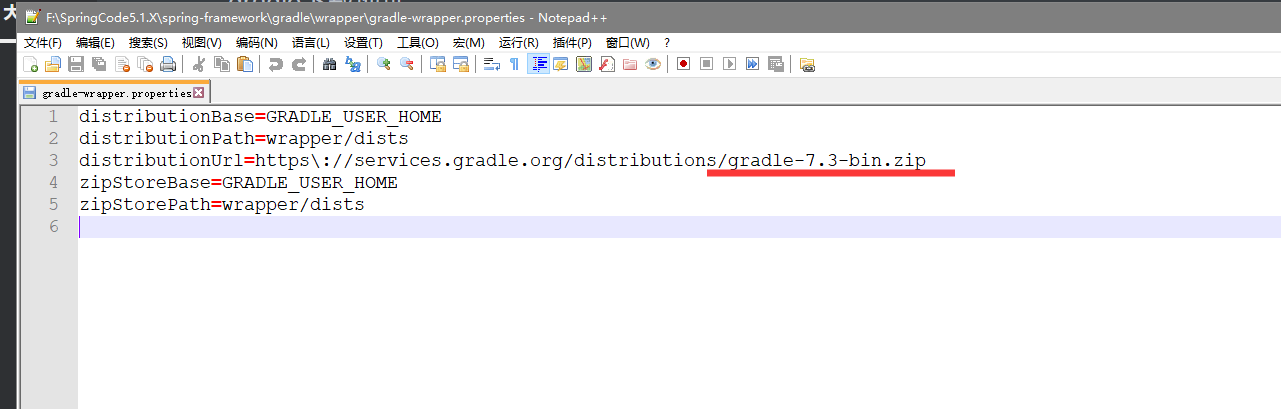 F:\SpringCode5.1.X\spring-framework\gradle\wrapper\gradle-wrapper.properties - Notepad++
文件(F) 编辑(E) 搜索(S) 视图(V) 编码(N) 语言(L) 设置(T) 工具(O) 宏(M) 运行(R) 插件(P) 窗口(W) ?
gradle-wrapper.properties
1 distributionBase=GRADLE_USER_HOME
2 distributionPath=wrapper/dists
3 distributionUrl=https\://services.gradle.org/distributions/gradle-7.3-bin.zip
4 zipStoreBase=GRADLE_USER_HOME
5 zipStorePath=wrapper/dists
6